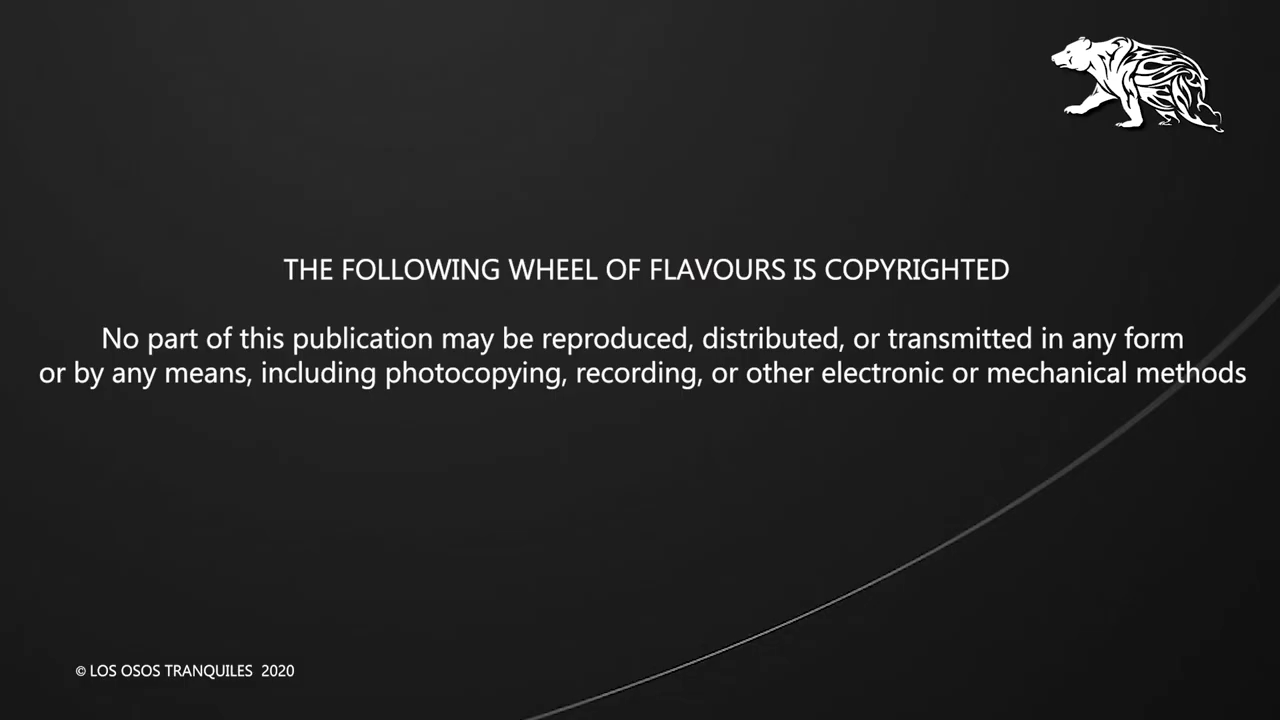 THE FOLLOWING WHEEL OF FLAVOURS IS COPYRIGHTED
No part of this publication may be reproduced, distributed, or transmitted in any form
or by any means, including photocopying, recording, or other electronic or mechanical methods
© LOS OSOS TRANQUILES 2020